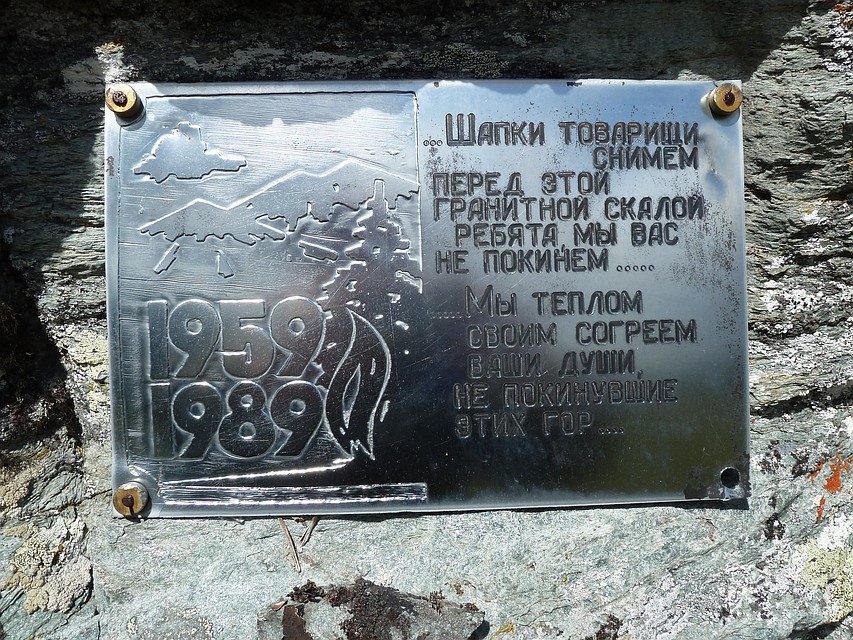 1959
1989
...Шапки товарищи
снимем
перед этой
гранитной скалой
ребята, мы вас
не покинем .....
.....Мы теплом
своим согреем
ваши души,
не покинувшие
этих гор ....